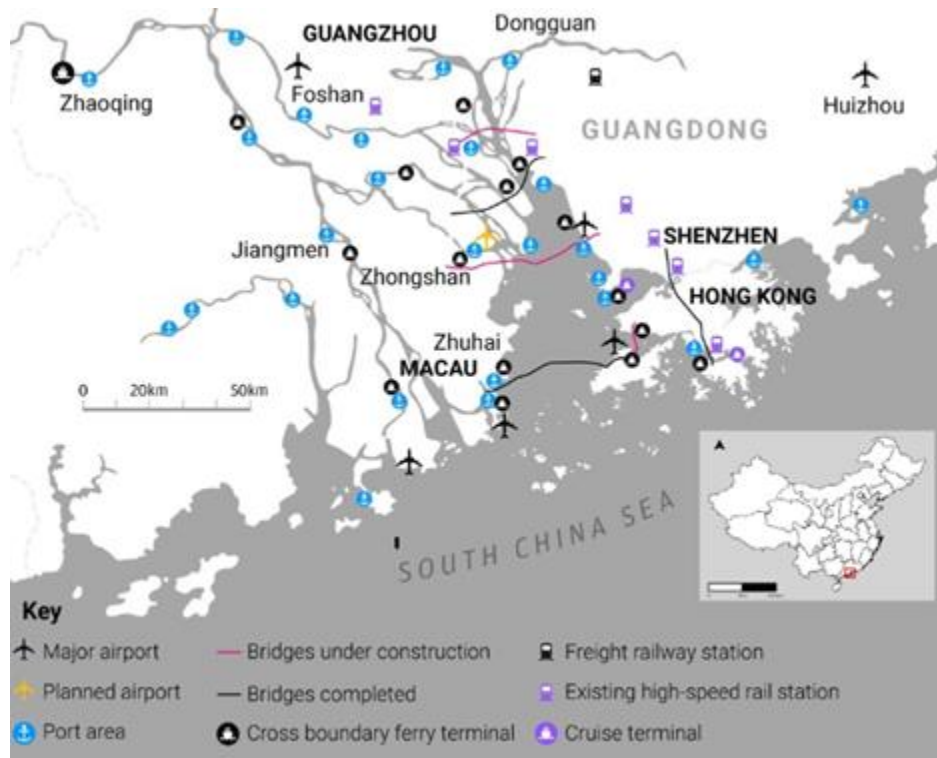 Dongguan
GUANGZHOU
Foshan
Zhaoqing
Huizhou
GUANGDONG
Jiangmen
Zhongshan
SHENZHEN
HONG KONG
Zhuhai
MACAU
0 20km 50km
SOUTH CHINA SEA
Key
Major airport
Bridges under construction
Freight railway station
Planned airport
Bridges completed
Existing high-speed rail station
Port area
Cross boundary ferry terminal
Cruise terminal